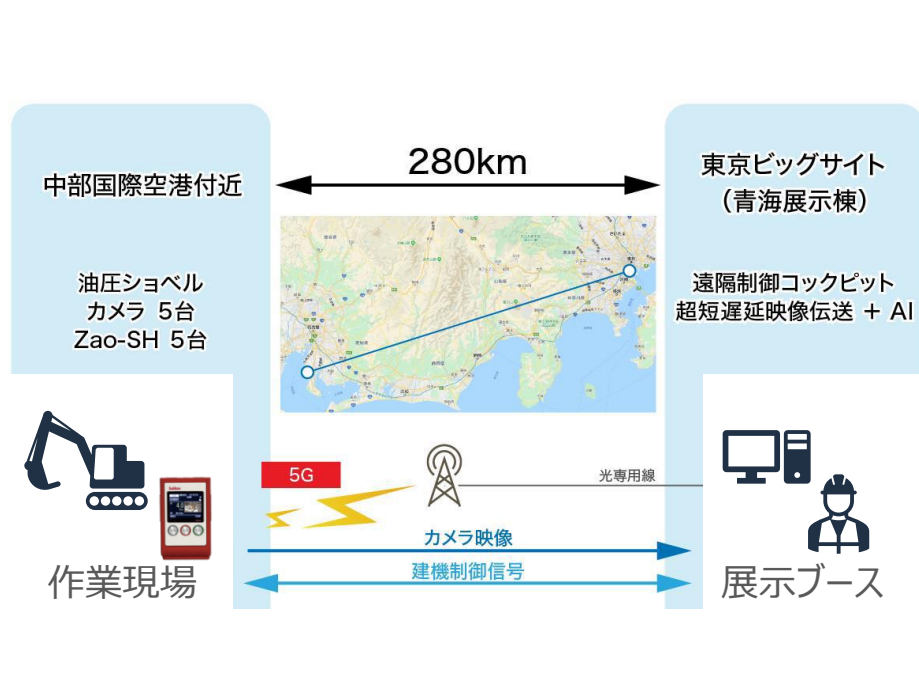 280km
中部国際空港付近
油圧ショベル
カメラ 5台
Zao-SH 5台
東京ビッグサイト
（青海展示棟）
遠隔制御コックピット
超短遅延映像伝送 + AI
5G
光専用線
カメラ映像
建機制御信号
作業現場
展示ブース